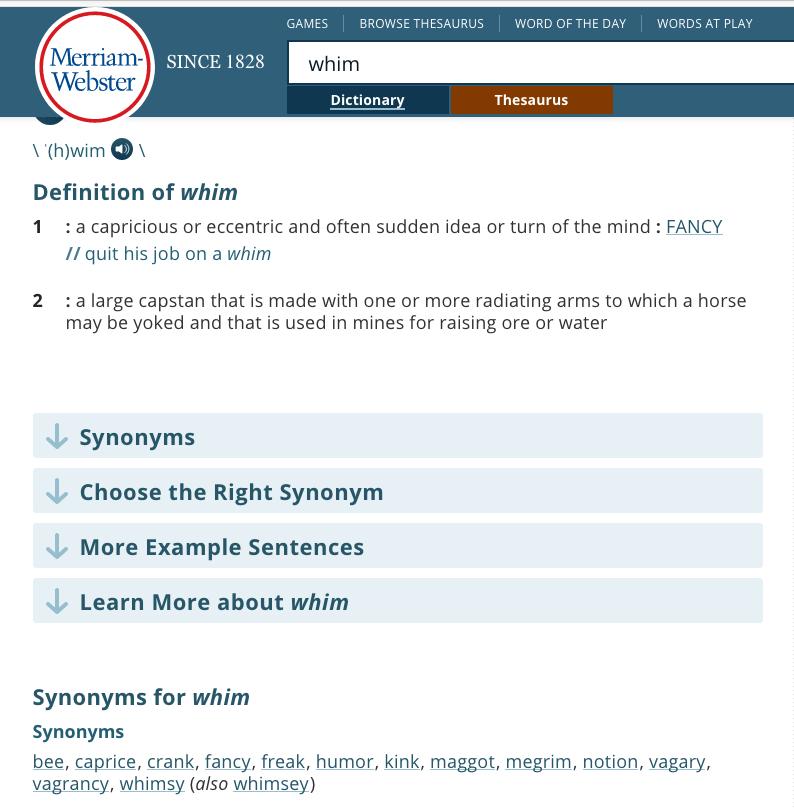 GAMES BROWSE THESAURUS WORD OF THE DAY WORDS AT PLAY
Merriam-
Webster
SINCE 1828
whim
Dictionary Thesaurus
\ ˈ(h)wim \
Definition of whim
1 : a capricious or eccentric and often sudden idea or turn of the mind : FANCY
// quit his job on a whim
2 : a large capstan that is made with one or more radiating arms to which a horse
may be yoked and that is used in mines for raising ore or water
Synonyms
Choose the Right Synonym
More Example Sentences
Learn More about whim
Synonyms for whim
Synonyms
bee, caprice, crank, fancy, freak, humor, kink, maggot, megrim, notion, vagary,
vagrancy, whimsy (also whimsey)